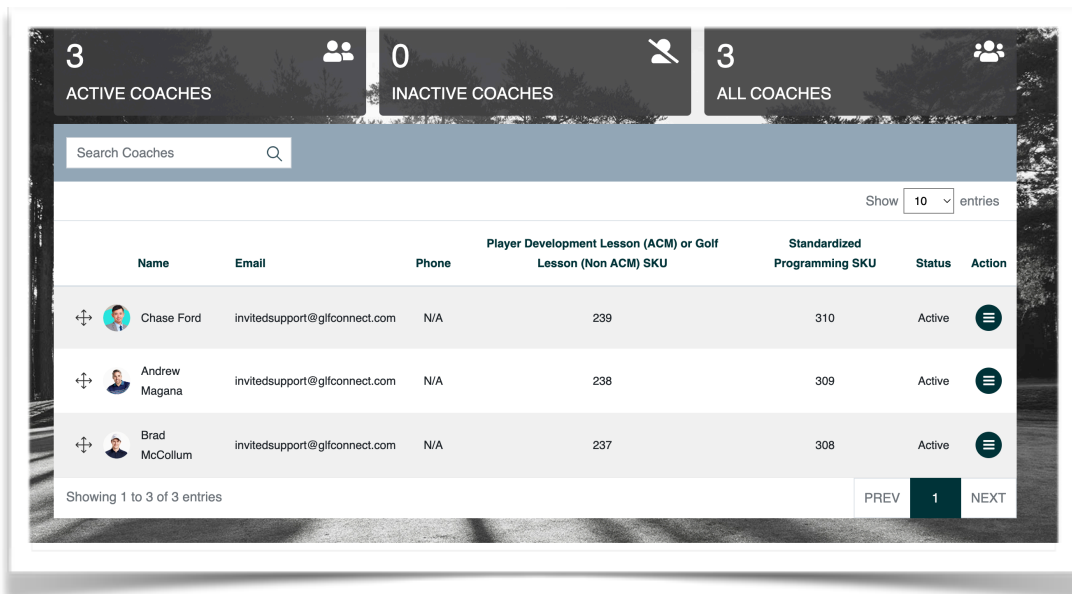 3
ACTIVE COACHES
0
INACTIVE COACHES
3
ALL COACHES
Search Coaches
Show 10 entries
Name Email Phone Player Development Lesson (ACM) or Golf Lesson (Non ACM) SKU Standardized Programming SKU Status Action
Chase Ford invitedsupport@glfconnect.com N/A 239 310 Active
Andrew Magana invitedsupport@glfconnect.com N/A 238 309 Active
Brad McCollum invitedsupport@glfconnect.com N/A 237 308 Active
Showing 1 to 3 of 3 entries PREV 1 NEXT